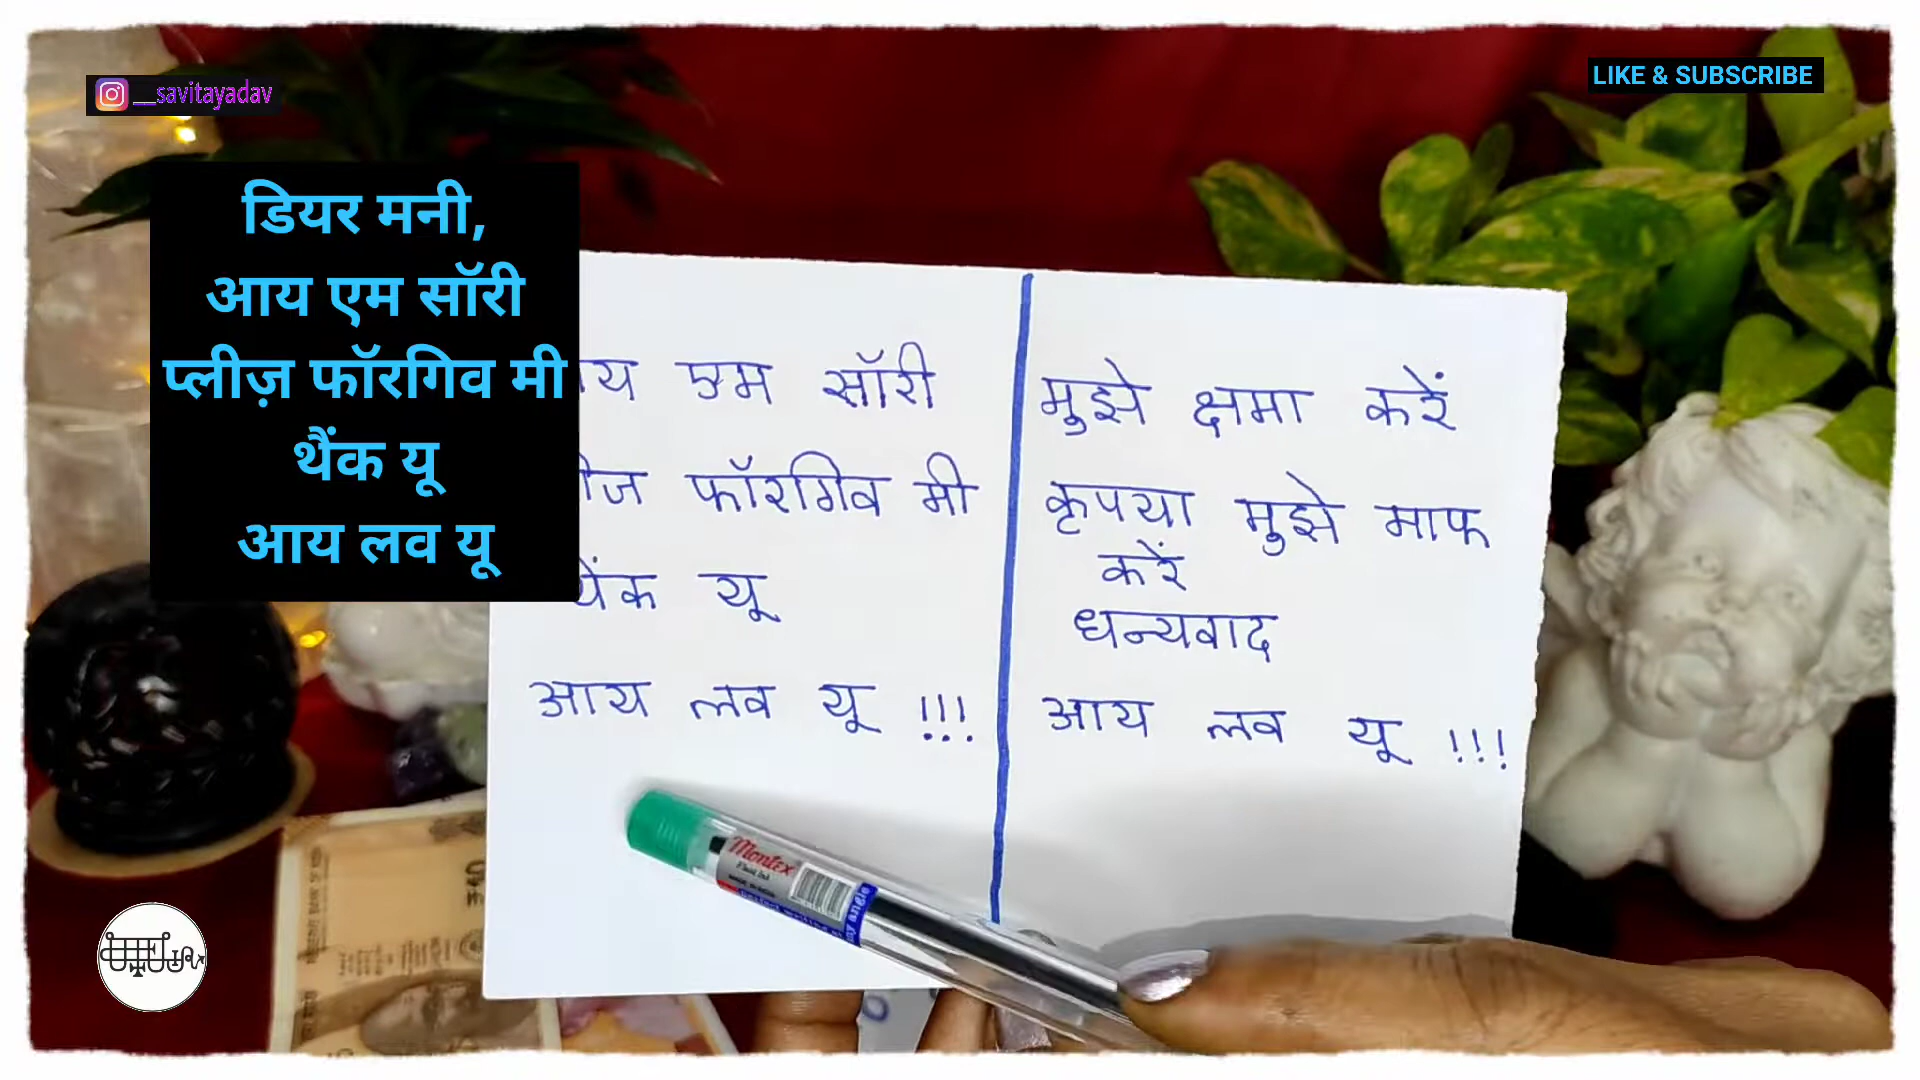 __savitayadav
LIKE & SUBSCRIBE
डियर मनी,
आय एम सॉरी
प्लीज़ फॉरगिव मी
थैंक यू
आय लव यू
एम सॉरी
फॉरगिव मी
यू
आय लव यू !!!
मुझे क्षमा करें
कृपया मुझे माफ
करें
धन्यवाद
आय लव यू !!!
Montex